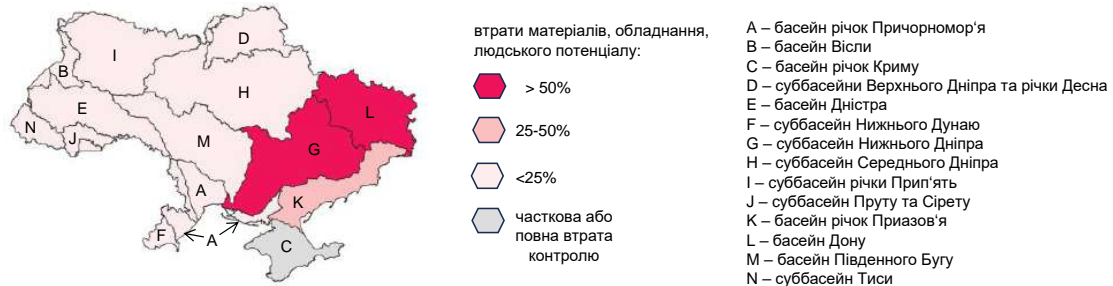 I
D
B
H
E
L
N
J
M
G
A
K
F
A
C
втрати матеріалів, обладнання,
людського потенціалу:
> 50%
25-50%
<25%
часткова або
повна втрата
контролю
A – басейн річок Причорномор‘я
B – басейн Вісли
C – басейн річок Криму
D – суббасейни Верхнього Дніпра та річки Десна
E – басейн Дністра
F – суббасейн Нижнього Дунаю
G – суббасейн Нижнього Дніпра
H – суббасейн Середнього Дніпра
I – суббасейн річки Прип‘ять
J – суббасейн Пруту та Сірету
K – басейн річок Приазов‘я
L – басейн Дону
M – басейн Південного Бугу
N – суббасейн Тиси